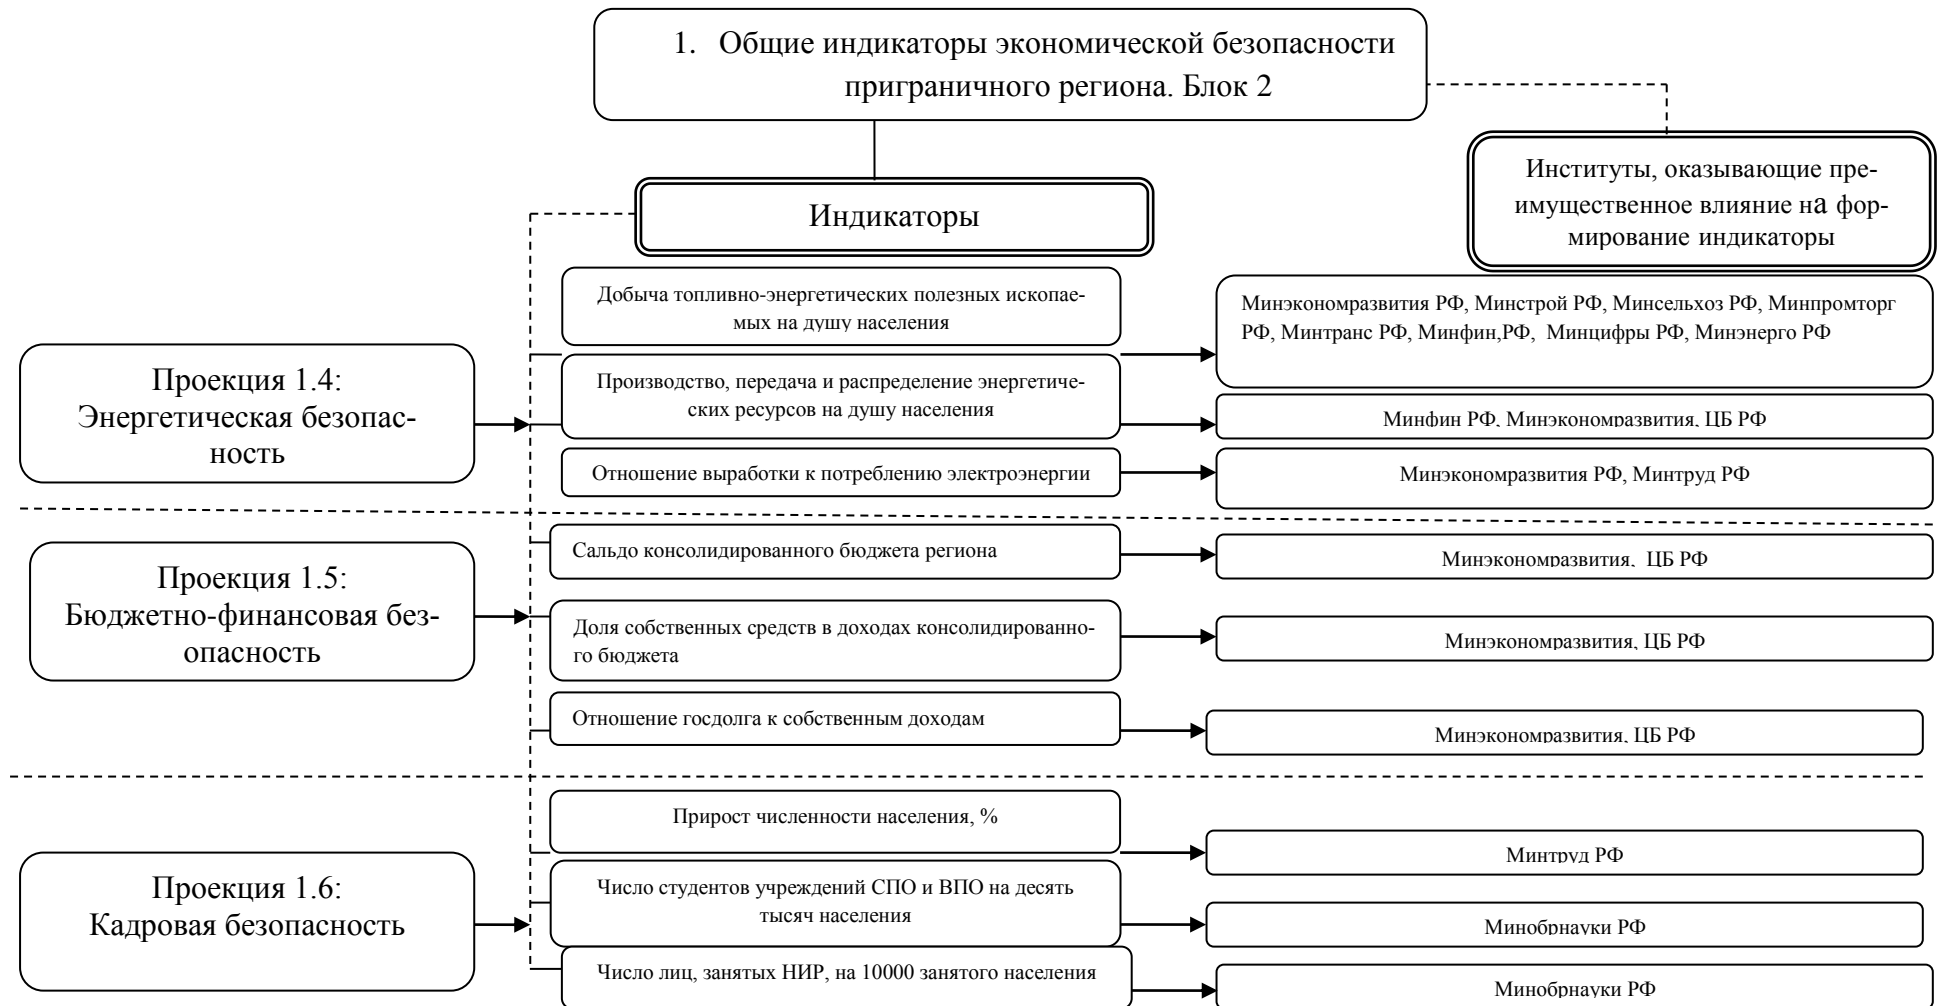 1. Общие индикаторы экономической безопасности
приграничного региона. Блок 2
Институты, оказывающие пре-
имущественное влияние на фор-
мирование индикаторы
Индикаторы
Проекция 1.4:
Энергетическая безопас-
ность
Добыча топливно-энергетических полезных ископае-
мых на душу населения
Минэкономразвития РФ, Минстрой РФ, Минсельхоз РФ, Минпромторг
РФ, Минтранс РФ, Минфин,РФ, Минцифры РФ, Минэнерго РФ
Производство, передача и распределение энергетиче-
ских ресурсов на душу населения
Минфин РФ, Минэкономразвития, ЦБ РФ
Отношение выработки к потреблению электроэнергии
Минэкономразвития РФ, Минтруд РФ
Проекция 1.5:
Бюджетно-финансовая без-
опасность
Сальдо консолидированного бюджета региона
Минэкономразвития, ЦБ РФ
Доля собственных средств в доходах консолидированно-
го бюджета
Минэкономразвития, ЦБ РФ
Отношение госдолга к собственным доходам
Минэкономразвития, ЦБ РФ
Проекция 1.6:
Кадровая безопасность
Прирост численности населения, %
Минтруд РФ
Число студентов учреждений СПО и ВПО на десять
тысяч населения
Минобрнауки РФ
Число лиц, занятых НИР, на 10000 занятого населения
Минобрнауки РФ